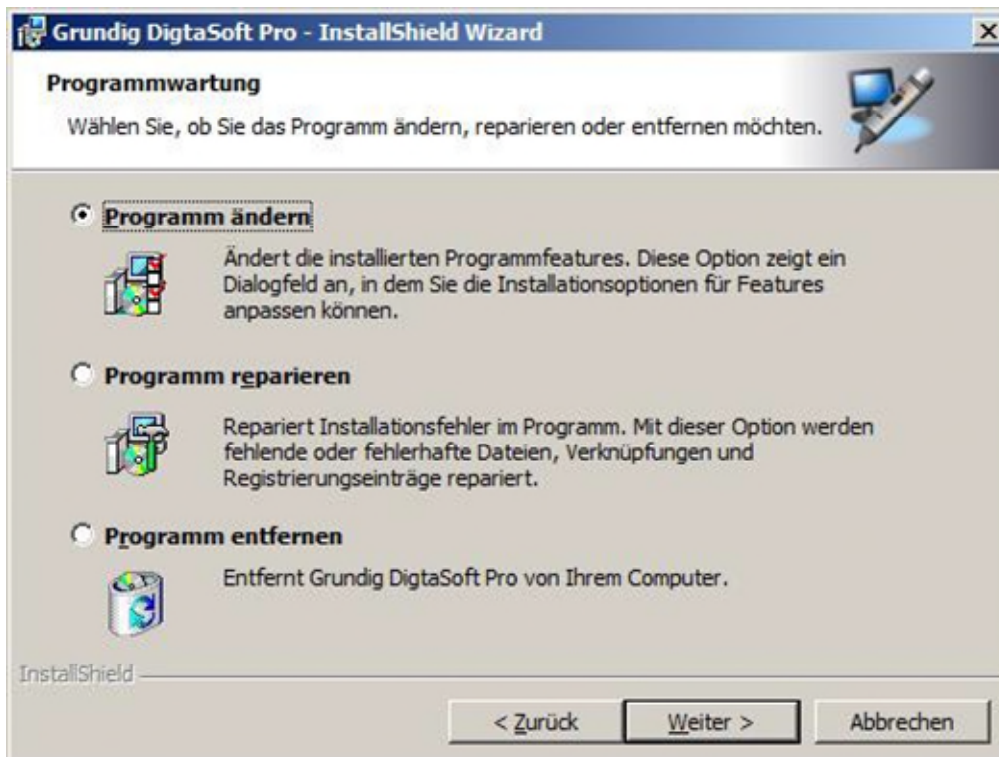 Grundig DigtaSoft Pro - InstallShield Wizard
Programmwartung
Wählen Sie, ob Sie das Programm ändern, reparieren oder entfernen möchten.
Programm ändern
Ändert die installierten Programmfeatures. Diese Option zeigt ein
Dialogfeld an, in dem Sie die Installationsoptionen für Features
anpassen können.
Programm reparieren
Repariert Installationsfehler im Programm. Mit dieser Option werden
fehlende oder fehlerhafte Dateien, Verknüpfungen und
Registrierungseinträge repariert.
Programm entfernen
Entfernt Grundig DigtaSoft Pro von Ihrem Computer.
InstallShield
< Zurück
Weiter >
Abbrechen